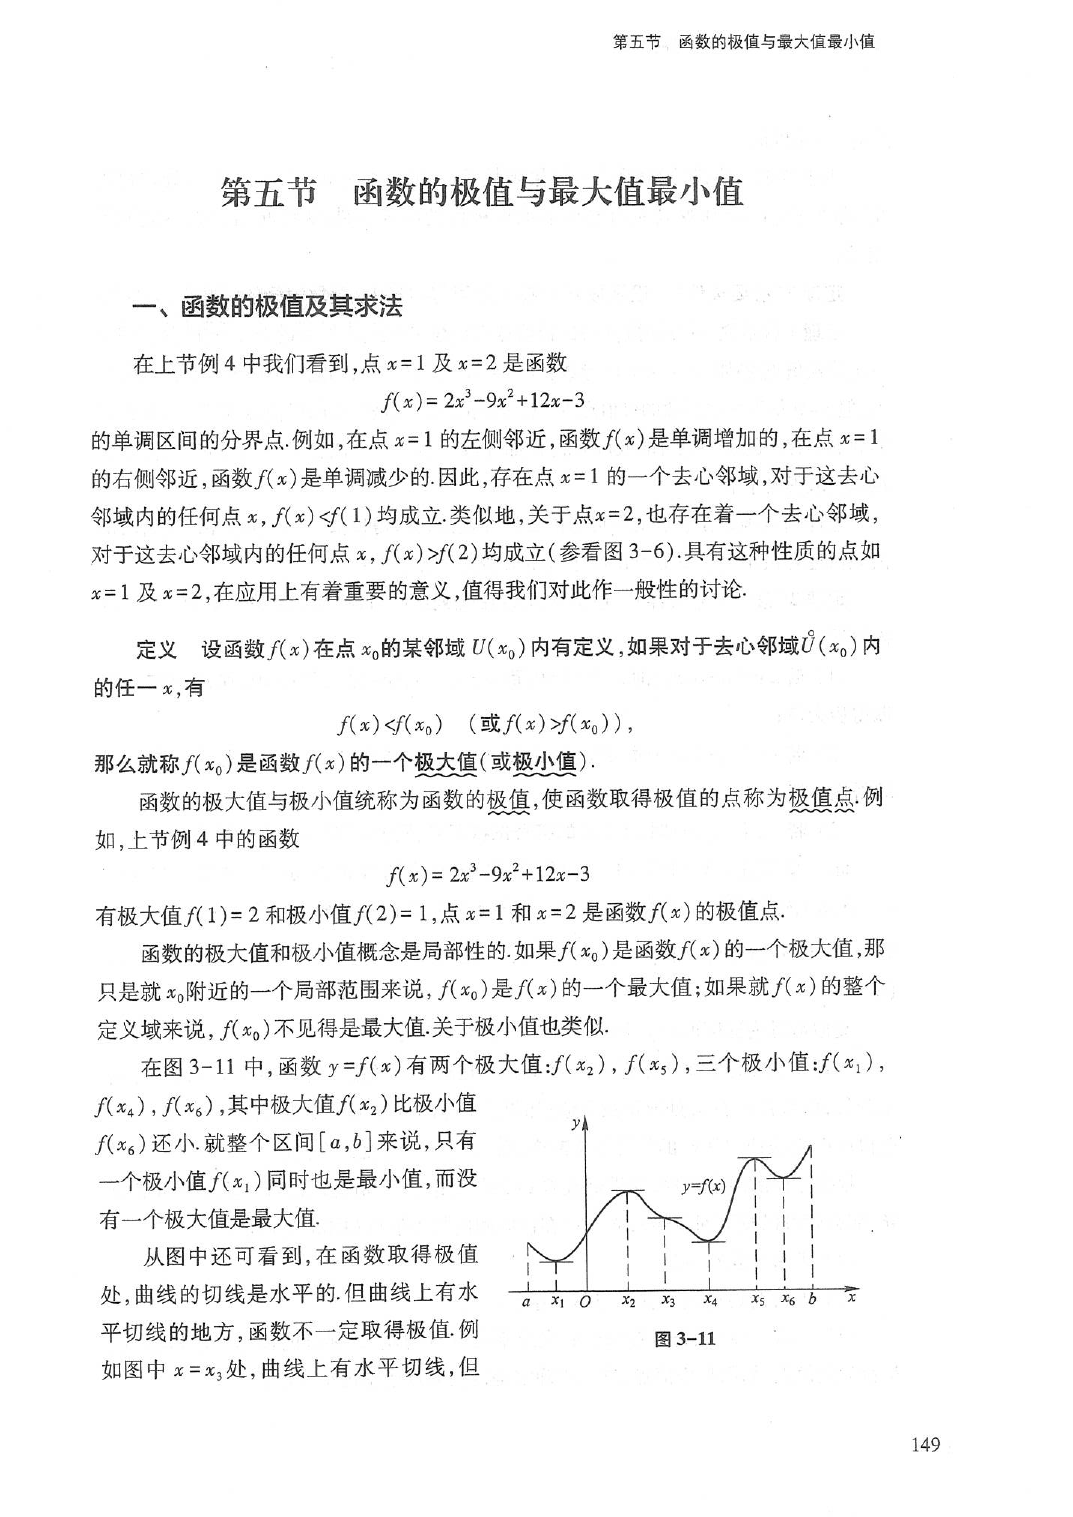 第五节 函数的极值与最大值最小值
第五节 函数的极值与最大值最小值
一、函数的极值及其求法
在上节例 4 中我们看到,点 x=1 及 x=2 是函数
f(x)= 2x³-9x²+12x-3
的单调区间的分界点.例如,在点 x=1 的左侧邻近,函数 f(x)是单调增加的,在点 x=1
的右侧邻近,函数 f(x)是单调减少的.因此,存在点 x=1 的一个去心邻域,对于这去心
邻域内的任何点 x, f(x)<f(1)均成立.类似地,关于点x=2,也存在着一个去心邻域,
对于这去心邻域内的任何点 x, f(x)>f(2)均成立(参看图 3-6).具有这种性质的点如
x=1 及 x=2,在应用上有着重要的意义,值得我们对此作一般性的讨论.
定义 设函数 f(x)在点 x₀的某邻域 U(x₀)内有定义,如果对于去心邻域Ů(x₀)内
的任一 x,有
f(x)<f(x₀) (或 f(x)>f(x₀)),
那么就称 f(x₀)是函数 f(x)的一个极大值(或极小值).
函数的极大值与极小值统称为函数的极值,使函数取得极值的点称为极值点.例
如,上节例 4 中的函数
f(x)= 2x³-9x²+12x-3
有极大值 f(1)= 2 和极小值 f(2)= 1,点 x=1 和 x=2 是函数 f(x)的极值点.
函数的极大值和极小值概念是局部性的.如果 f(x₀)是函数 f(x)的一个极大值,那
只是就 x₀附近的一个局部范围来说, f(x₀)是 f(x)的一个最大值;如果就 f(x)的整个
定义域来说, f(x₀)不见得是最大值.关于极小值也类似.
在图 3-11 中,函数 y=f(x)有两个极大值:f(x₂), f(x₅),三个极小值:f(x₁),
f(x₄), f(x₆),其中极大值 f(x₂)比极小值
f(x₆)还小.就整个区间[a,b]来说,只有
一个极小值 f(x₁)同时也是最小值,而没
有一个极大值是最大值.
从图中还可看到,在函数取得极值
处,曲线的切线是水平的.但曲线上有水
平切线的地方,函数不一定取得极值.例
如图中 x=x₃处,曲线上有水平切线,但
y
y=f(x)
a x₁ O x₂ x₃ x₄ x₅ x₆ b x
图 3-11
149